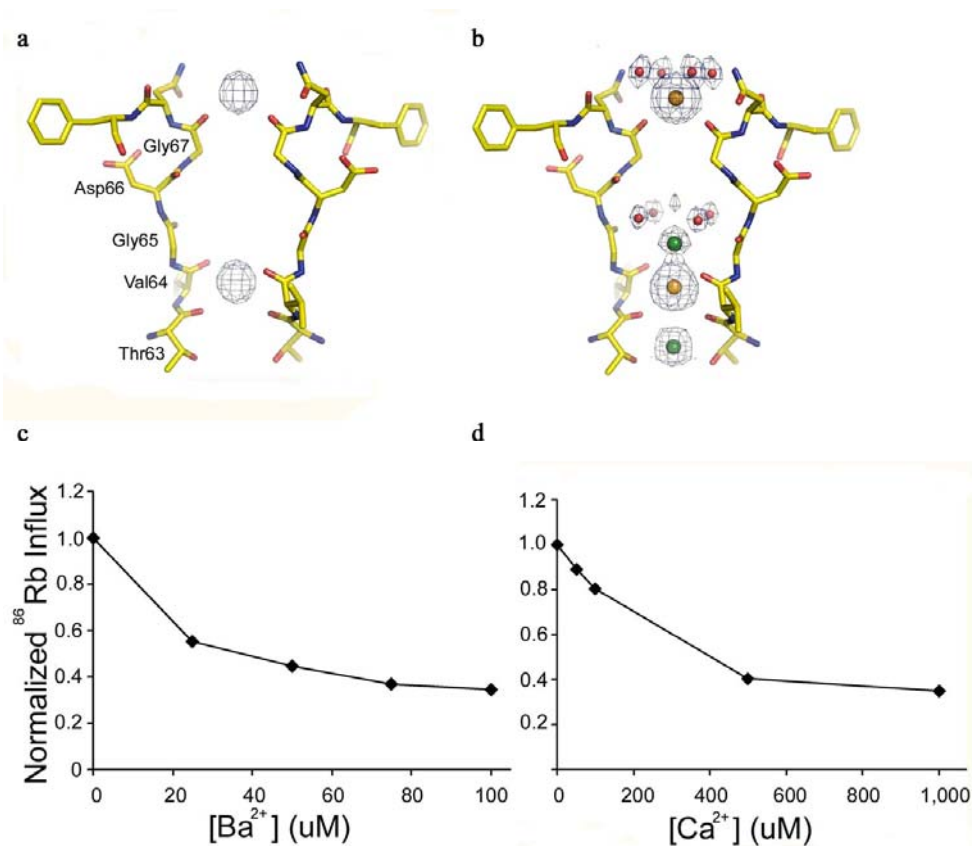 a
b
Gly67
Asp66
Gly65
Val64
Thr63
c
d
Normalized ⁸⁶Rb Influx
1.2
1.0
0.8
0.6
0.4
0.2
0
0 20 40 60 80 100
[Ba²⁺] (uM)
1.2
1.0
0.8
0.6
0.4
0.2
0 200 400 600 800 1,000
[Ca²⁺] (uM)